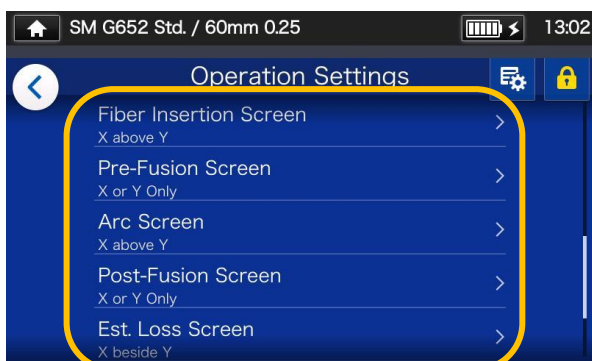 SM G652 Std. / 60mm 0.25 13:02
Operation Settings
Fiber Insertion Screen
X above Y
Pre-Fusion Screen
X or Y Only
Arc Screen
X above Y
Post-Fusion Screen
X or Y Only
Est. Loss Screen
X beside Y